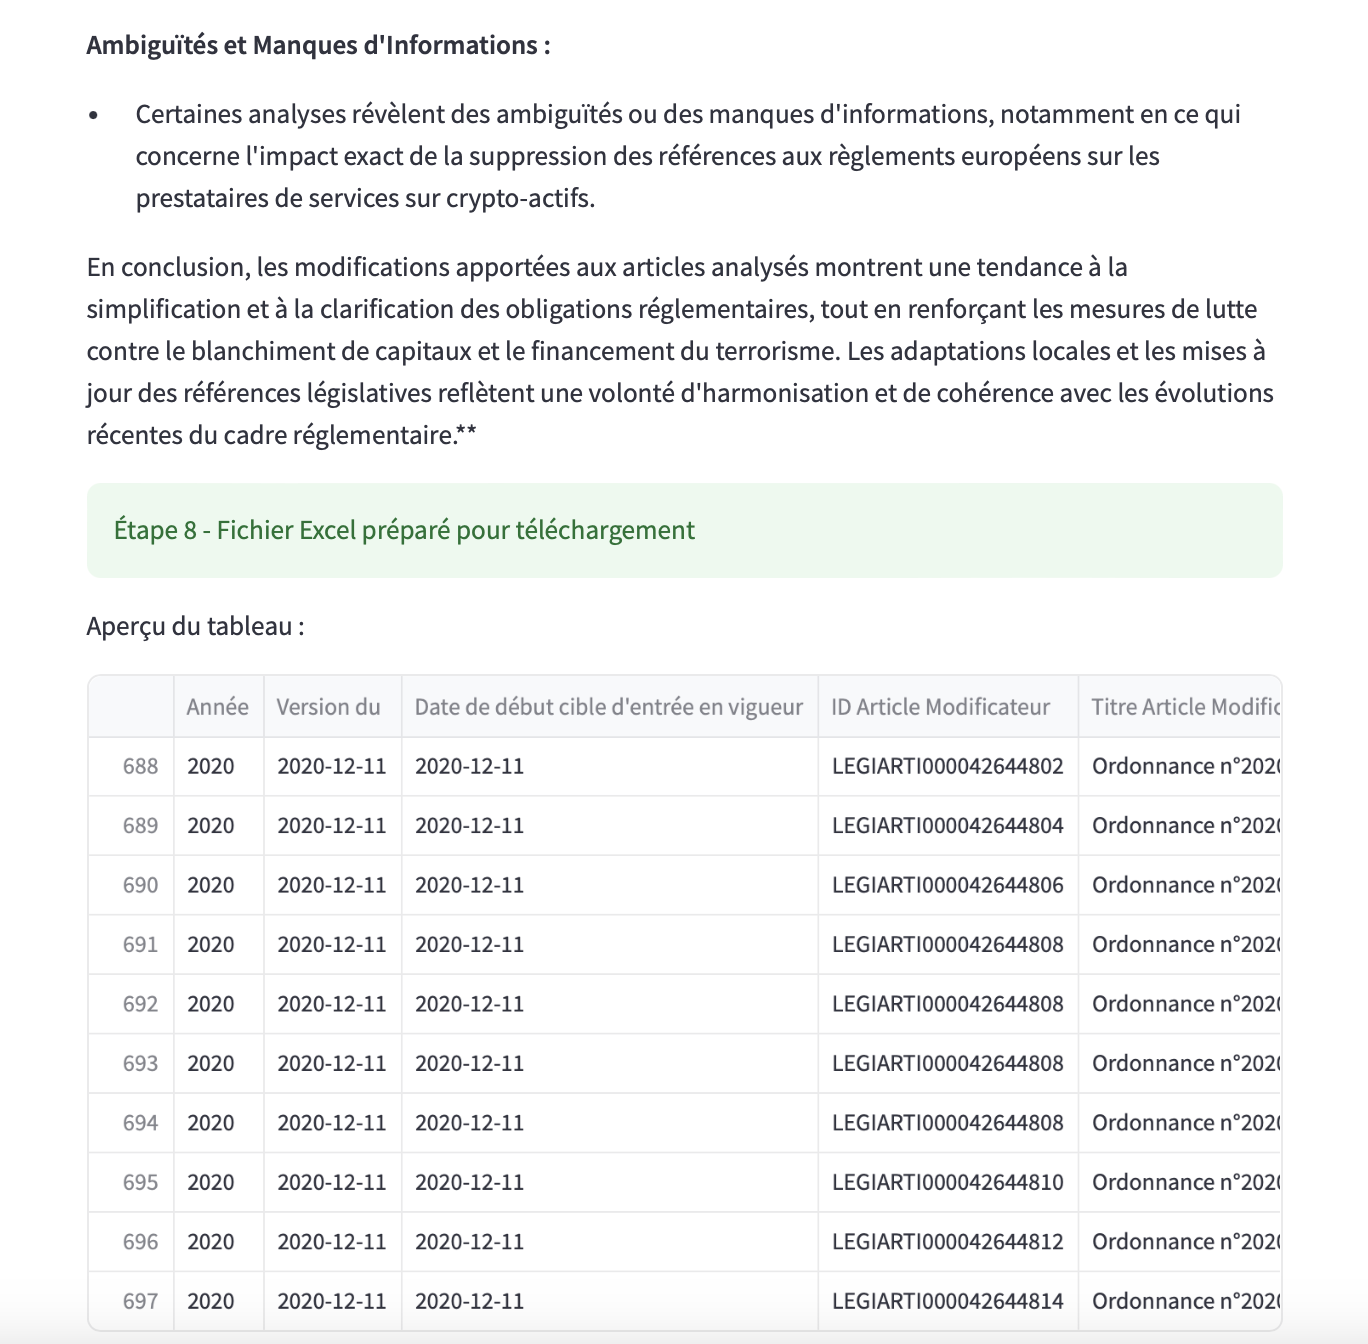 Ambiguïtés et Manques d'Informations :
• Certaines analyses révèlent des ambiguïtés ou des manques d'informations, notamment en ce qui
concerne l'impact exact de la suppression des références aux règlements européens sur les
prestataires de services sur crypto-actifs.
En conclusion, les modifications apportées aux articles analysés montrent une tendance à la
simplification et à la clarification des obligations réglementaires, tout en renforçant les mesures de lutte
contre le blanchiment de capitaux et le financement du terrorisme. Les adaptations locales et les mises à
jour des références législatives reflètent une volonté d'harmonisation et de cohérence avec les évolutions
récentes du cadre réglementaire.**
Étape 8 - Fichier Excel préparé pour téléchargement
Aperçu du tableau :
Année Version du Date de début cible d'entrée en vigueur ID Article Modificateur Titre Article Modific
688 2020 2020-12-11 2020-12-11 LEGIARTI000042644802 Ordonnance n°2020
689 2020 2020-12-11 2020-12-11 LEGIARTI000042644804 Ordonnance n°2020
690 2020 2020-12-11 2020-12-11 LEGIARTI000042644806 Ordonnance n°2020
691 2020 2020-12-11 2020-12-11 LEGIARTI000042644808 Ordonnance n°2020
692 2020 2020-12-11 2020-12-11 LEGIARTI000042644808 Ordonnance n°2020
693 2020 2020-12-11 2020-12-11 LEGIARTI000042644808 Ordonnance n°2020
694 2020 2020-12-11 2020-12-11 LEGIARTI000042644808 Ordonnance n°2020
695 2020 2020-12-11 2020-12-11 LEGIARTI000042644810 Ordonnance n°2020
696 2020 2020-12-11 2020-12-11 LEGIARTI000042644812 Ordonnance n°2020
697 2020 2020-12-11 2020-12-11 LEGIARTI000042644814 Ordonnance n°2020